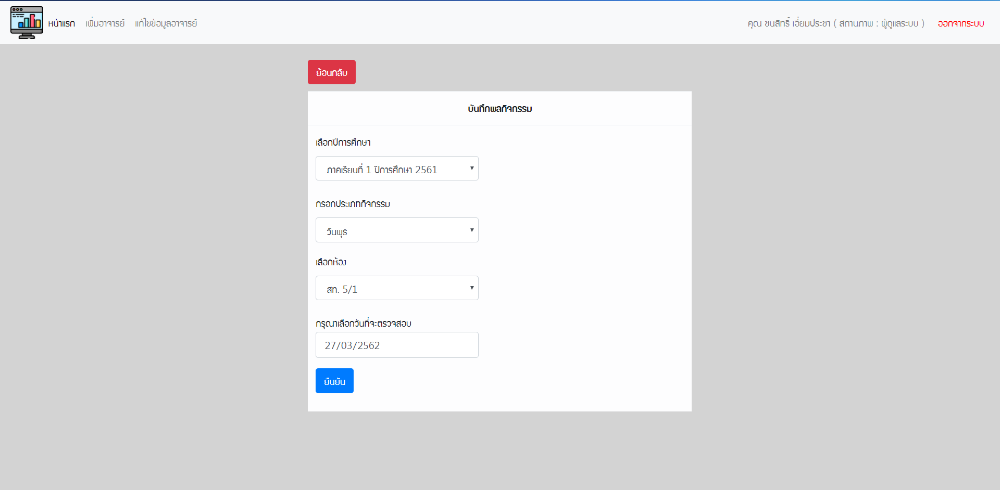 หน้าแรก เพิ่มอาจารย์ แก้ไขข้อมูลอาจารย์ คุณ ชนสิทธิ์ เอี่ยมประชา ( สถานภาพ : ผู้ดูแลระบบ ) ออกจากระบบ
ย้อนกลับ
บันทึกผลกิจกรรม
เลือกปีการศึกษา
ภาคเรียนที่ 1 ปีการศึกษา 2561
กรอกประเภทกิจกรรม
วันพุธ
เลือกห้อง
สท. 5/1
กรุณาเลือกวันที่จะตรวจสอบ
27/03/2562
ยืนยัน